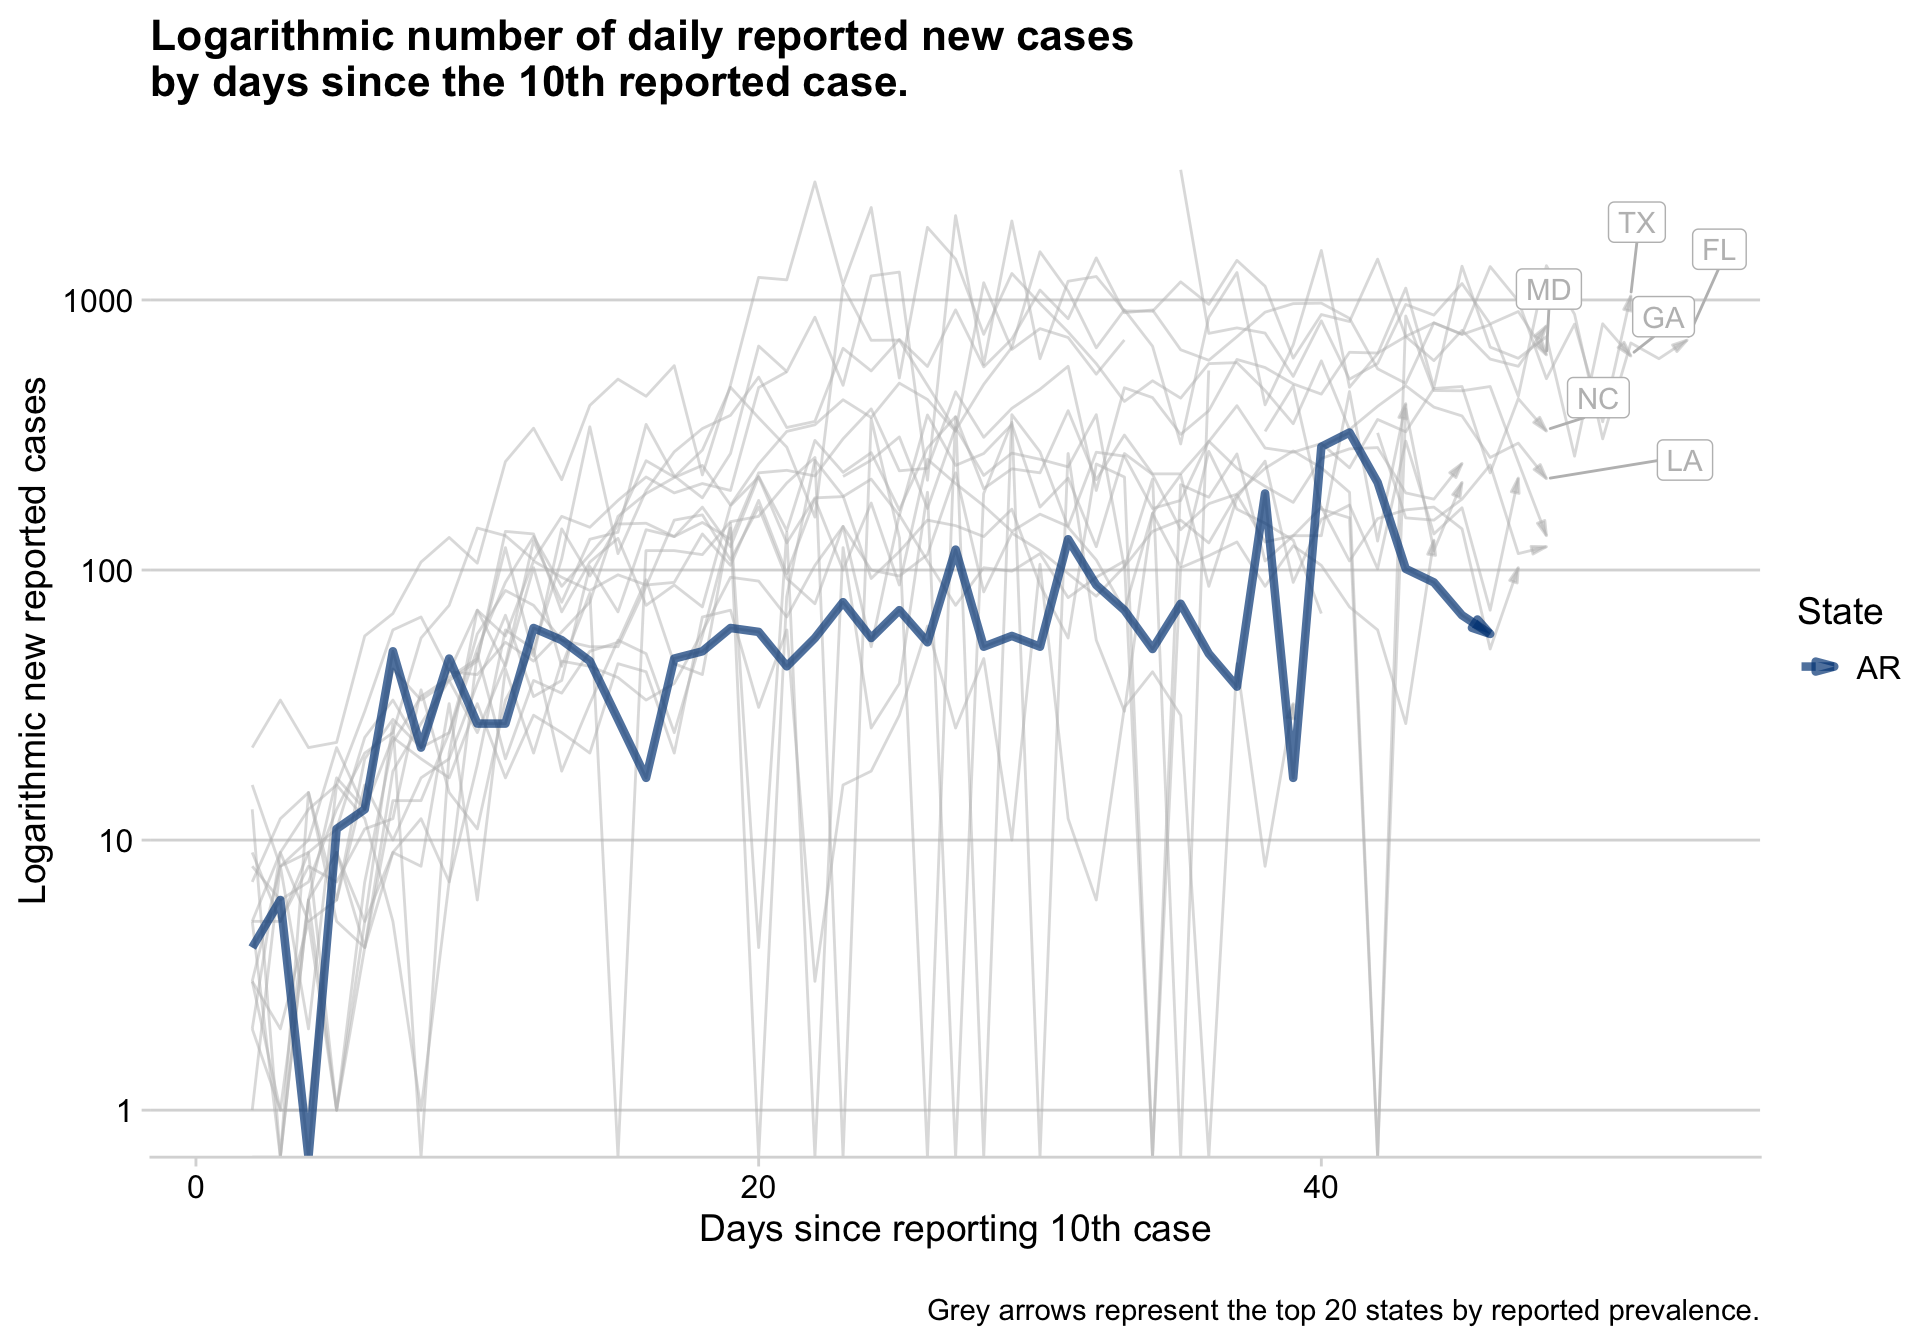 Logarithmic number of daily reported new cases
by days since the 10th reported case.
Logarithmic new reported cases
1000
100
10
1
TX
FL
MD
GA
NC
LA
State
AR
0
20
40
Days since reporting 10th case
Grey arrows represent the top 20 states by reported prevalence.